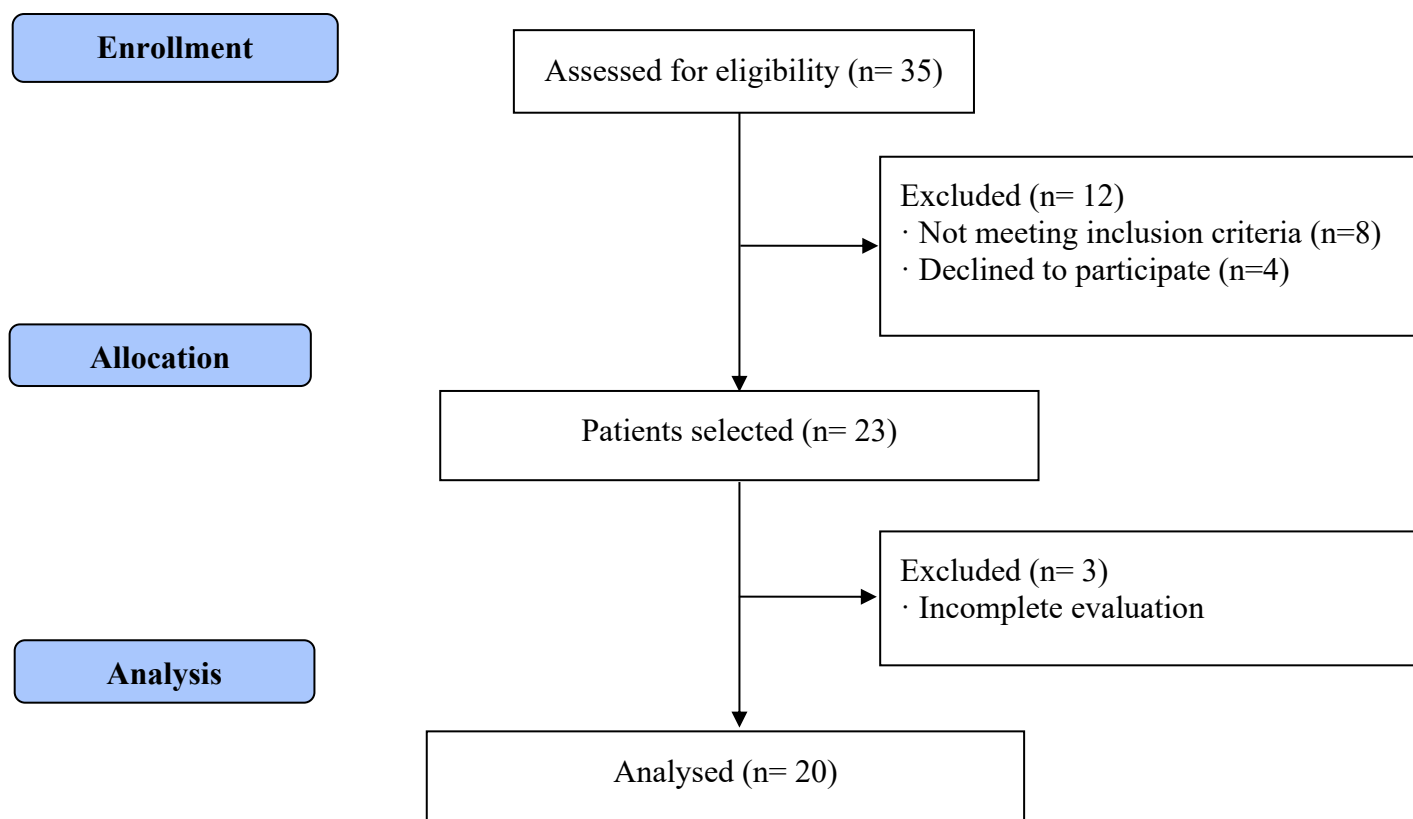 Enrollment
Assessed for eligibility (n= 35)
Excluded (n= 12)
· Not meeting inclusion criteria (n=8)
· Declined to participate (n=4)
Allocation
Patients selected (n= 23)
Excluded (n= 3)
· Incomplete evaluation
Analysis
Analysed (n= 20)